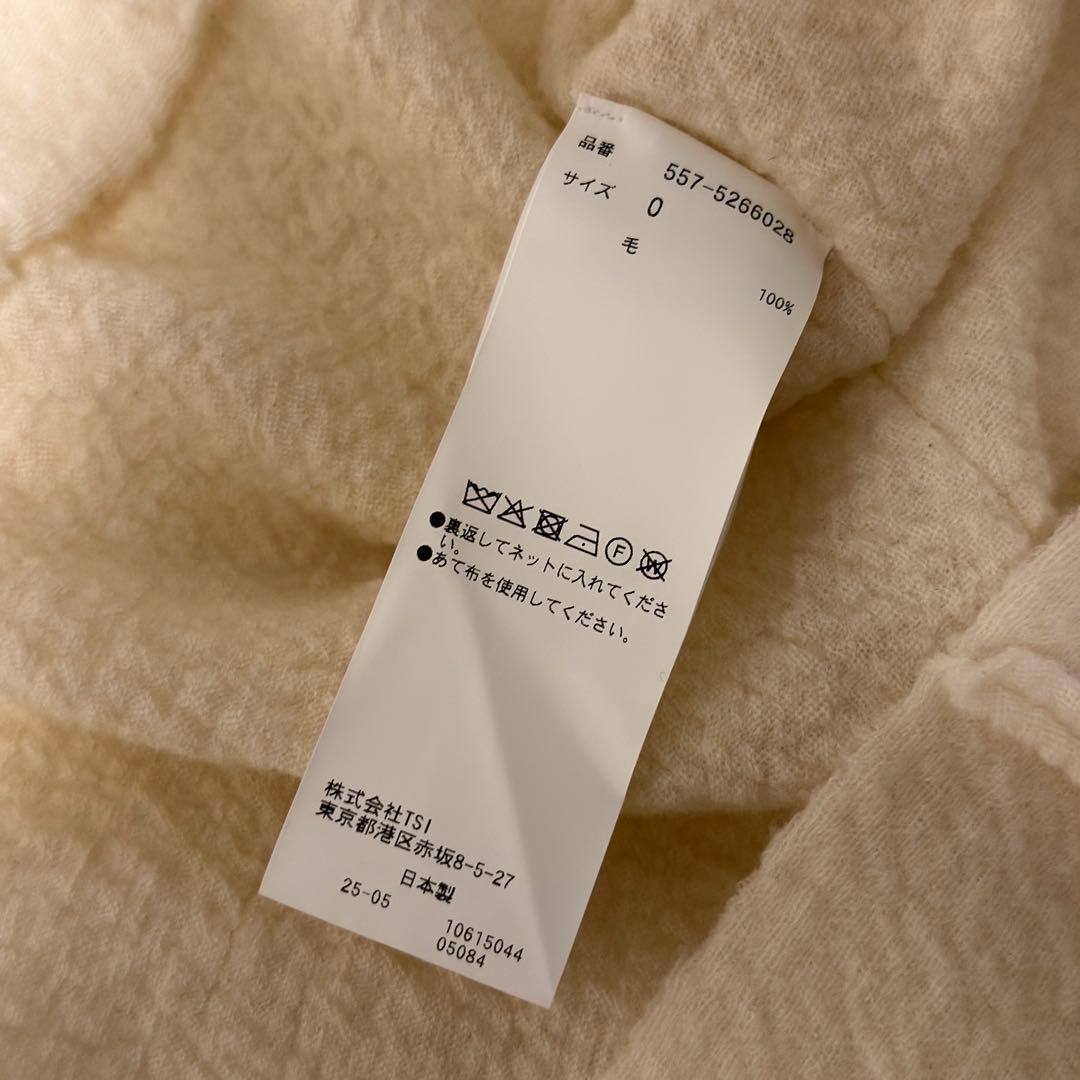 品番 557-5266028
サイズ 0
毛
100%
F
W
●裏返してネットに入れてくださ
い。
●あて布を使用してください。
株式会社TSI
東京都港区赤坂8-5-27
日本製
25-05
10615044
05084